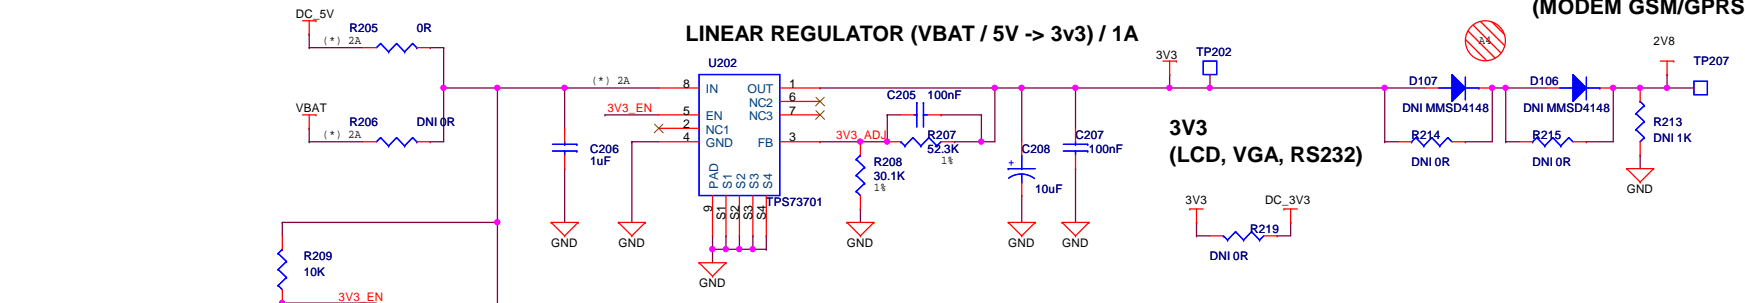 (MODEM GSM/GPRS
DC_5V
R205 0R
(*) 2A
LINEAR REGULATOR (VBAT / 5V -> 3v3) / 1A
A4
3V3
TP202
2V8
TP207
U202
(*) 2A
8 IN OUT 1
NC2 6
3V3_EN 5 EN NC3 7
2 NC1
4 GND FB 3
PAD S1 S2 S3 S4
9 S1 S2 S3 S4
TPS73701
VBAT
R206 DNI 0R
(*) 2A
C206
1uF
C205 100nF
3V3_ADJ
R207
52.3K
1%
R208
30.1K
1%
C208
10uF
C207
100nF
3V3
(LCD, VGA, RS232)
D107
DNI MMSD4148
D106
DNI MMSD4148
R214
DNI 0R
R215
DNI 0R
R213
DNI 1K
GND
3V3 DC_3V3
R219
DNI 0R
GND GND GND GND GND
GND
R209
10K
3V3_EN